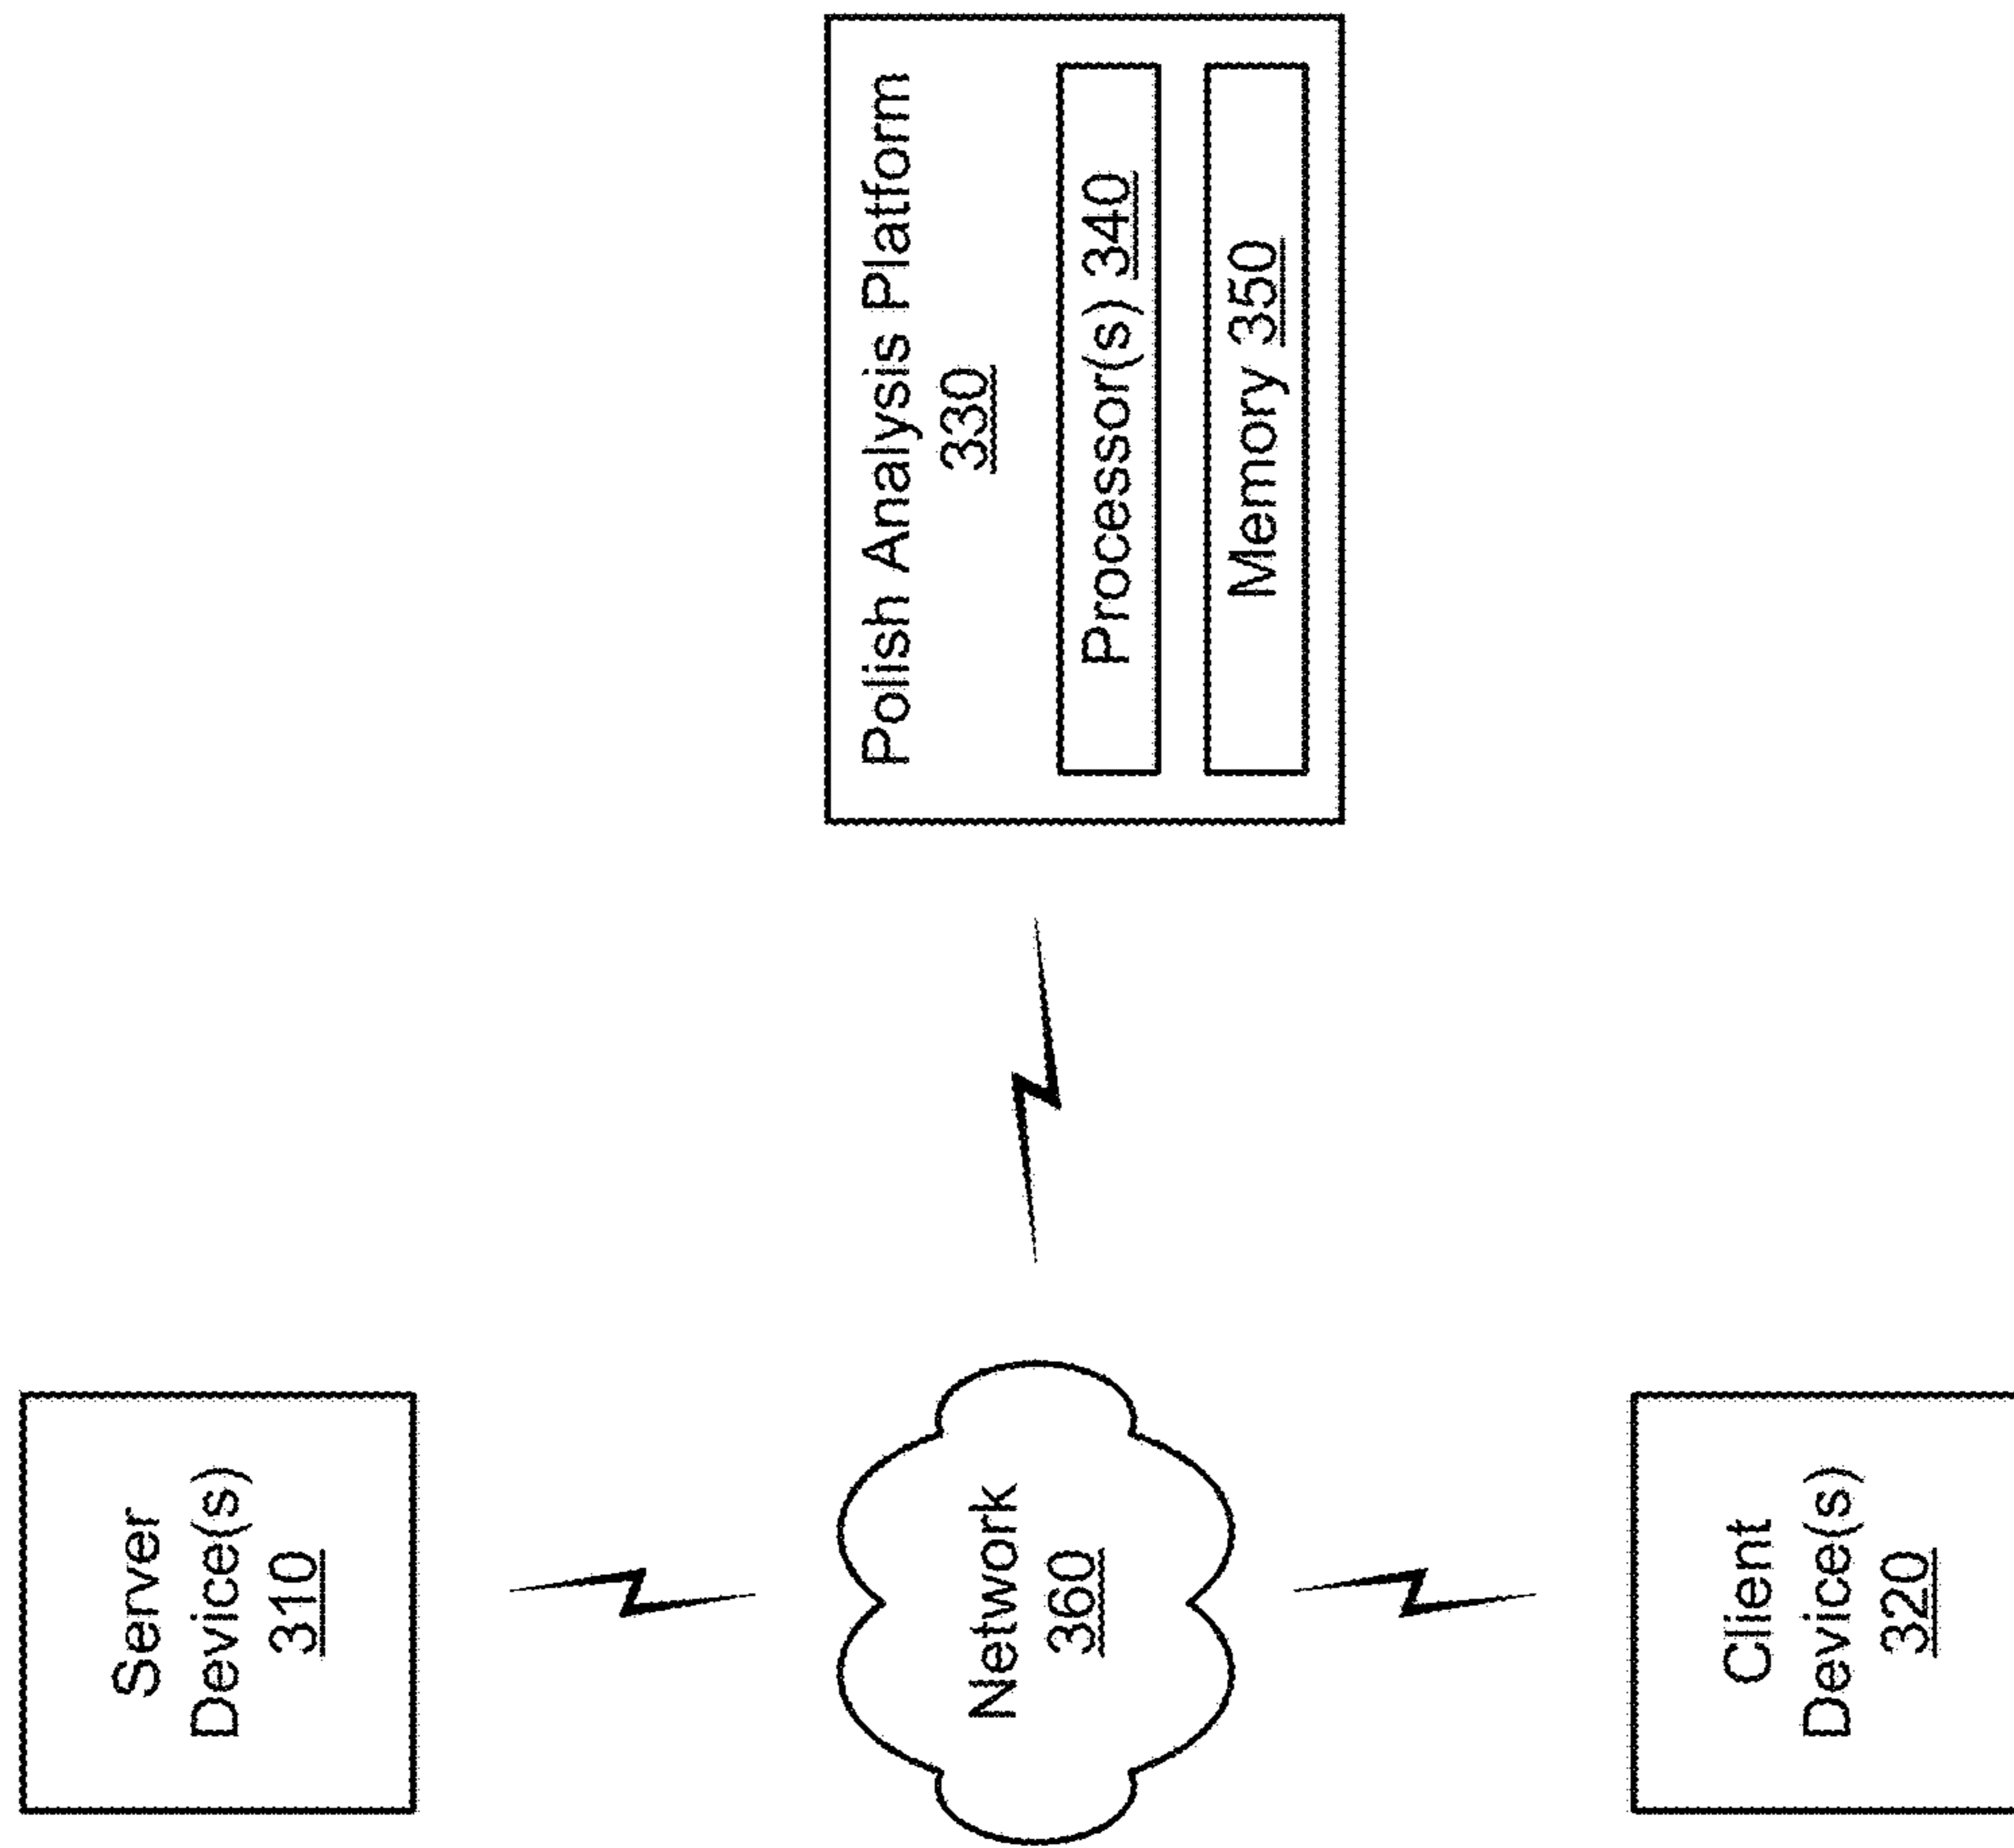 Polish Analysis Platform
330
Processor(s) 340
Memory 350
Server
Device(s)
310
Network
360
Client
Device(s)
320